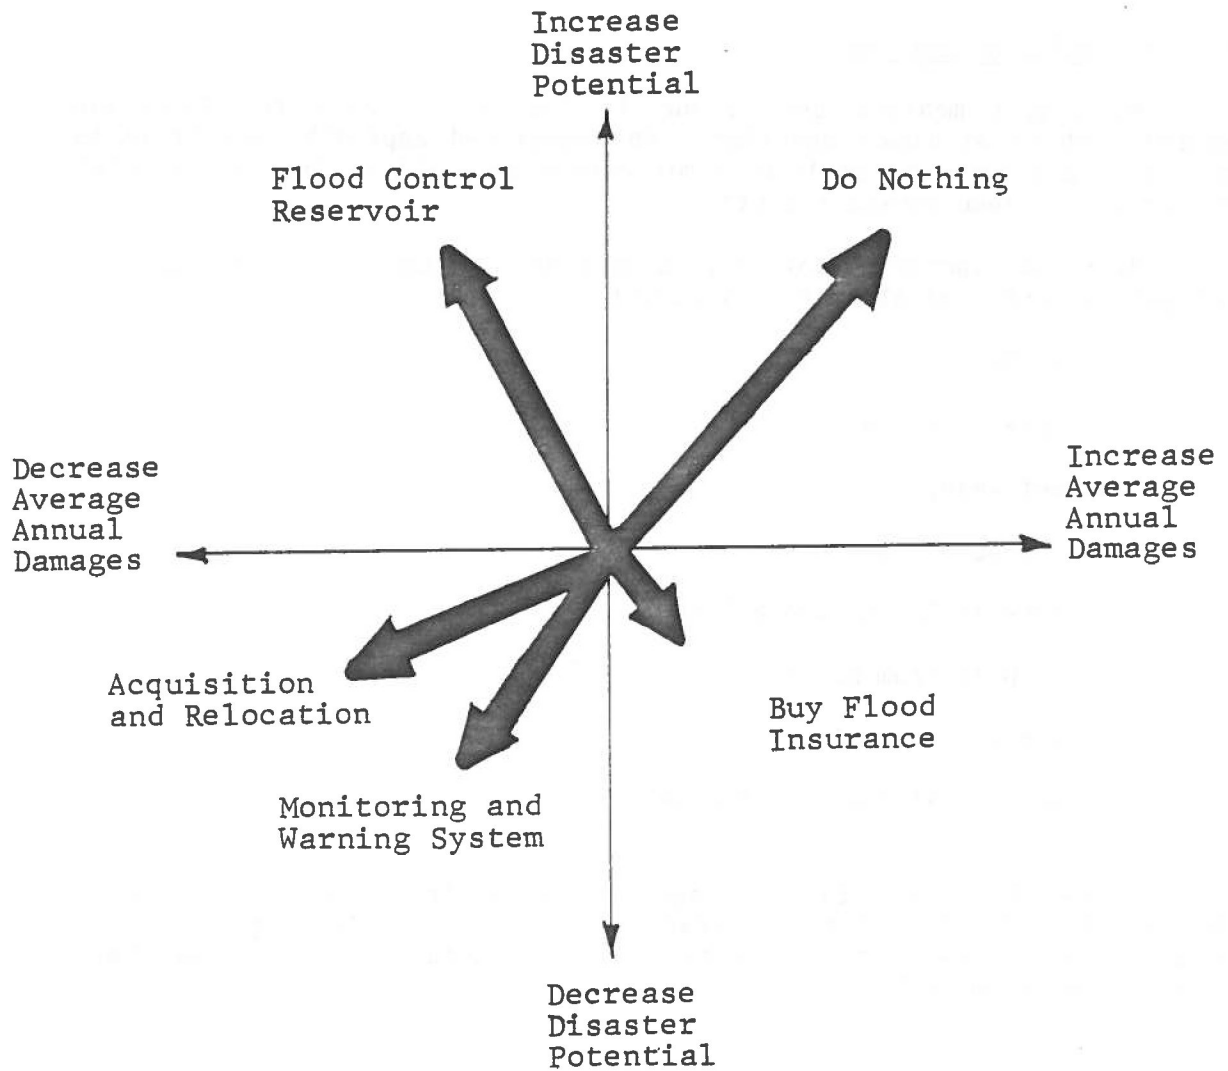 Increase
Disaster
Potential
Flood Control
Reservoir
Do Nothing
Decrease
Average
Annual
Damages
Increase
Average
Annual
Damages
Acquisition
and Relocation
Buy Flood
Insurance
Monitoring and
Warning System
Decrease
Disaster
Potential